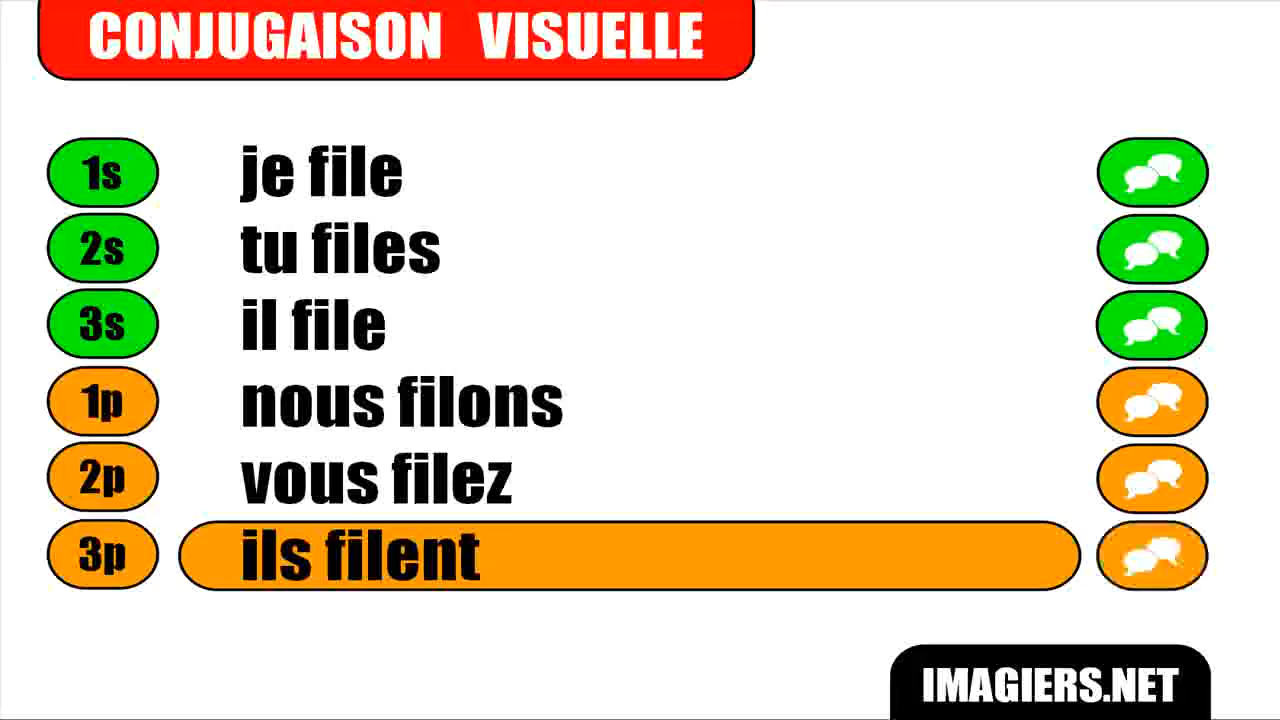 CONJUGAISON VISUELLE
1s je file
2s tu files
3s il file
1p nous filons
2p vous filez
3p ils filent
IMAGIERS.NET